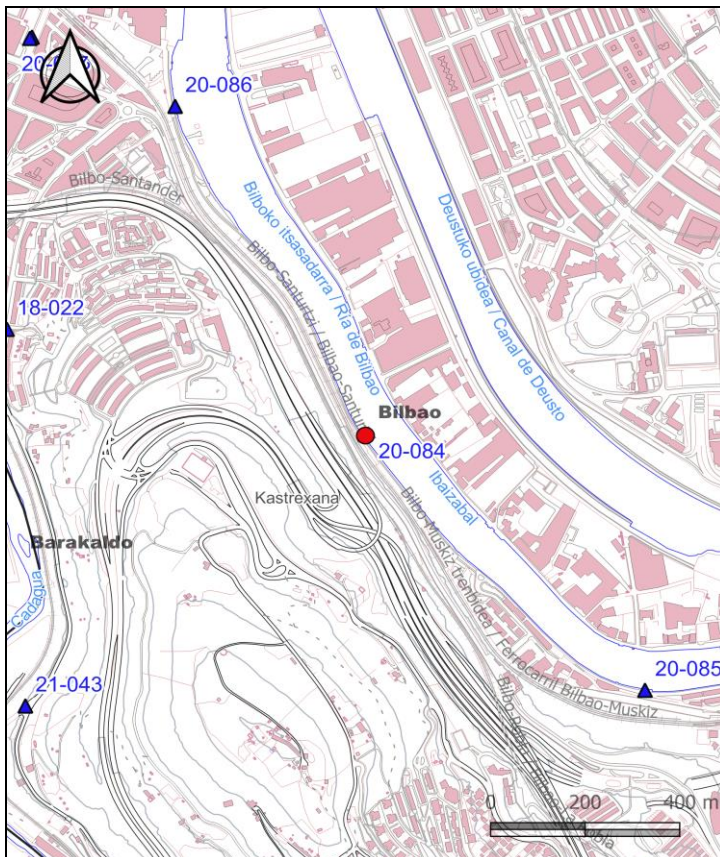 20-086
Bilbo-Santander
Bilboko itsasadarra / Ría de Bilbao
Deustuko ubidea / Canal de Deusto
Bilbo-Santurtzi / Bilbao-Santurtzi
18-022
Bilbao
20-084
Ibaizabal
Kastrexana
Barakaldo
Cadagua
Bilbo-Muskiz trenbidea / Ferrocarril Bilbao-Muskiz
20-085
21-043
0 200 400 m